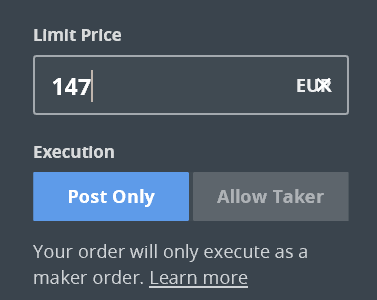 Limit Price
147 EUR
Execution
Post Only Allow Taker
Your order will only execute as a
maker order. Learn more